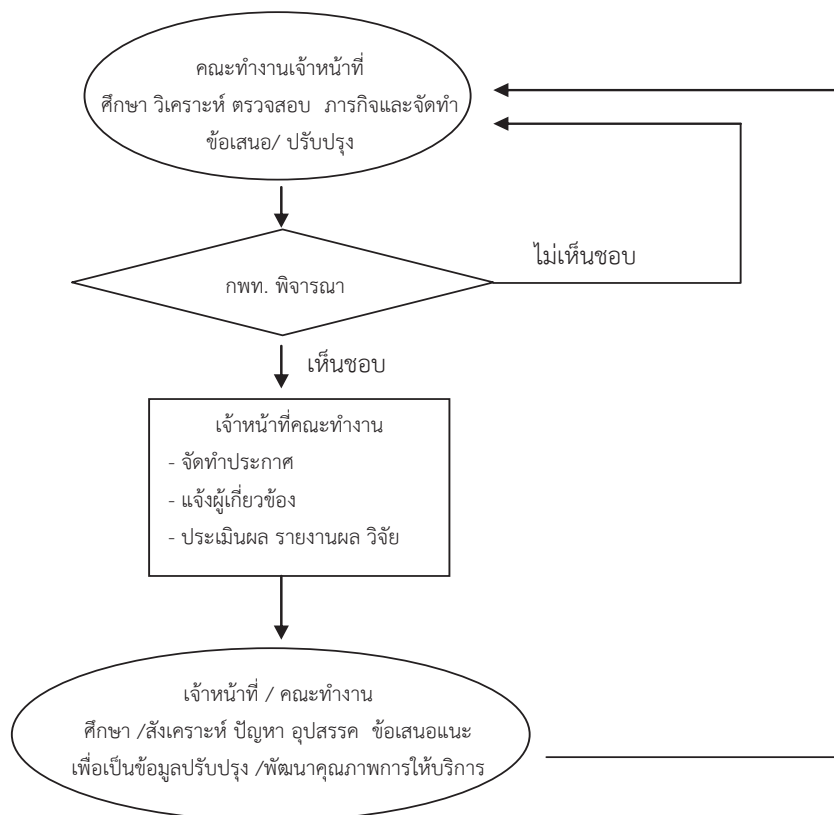 คณะทำงานเจ้าหน้าที่
ศึกษา วิเคราะห์ ตรวจสอบ ภารกิจและจัดทำ
ข้อเสนอ/ ปรับปรุง
ไม่เห็นชอบ
กพท. พิจารณา
เห็นชอบ
เจ้าหน้าที่คณะทำงาน
- จัดทำประกาศ
- แจ้งผู้เกี่ยวข้อง
- ประเมินผล รายงานผล วิจัย
เจ้าหน้าที่ / คณะทำงาน
ศึกษา /สังเคราะห์ ปัญหา อุปสรรค ข้อเสนอแนะ
เพื่อเป็นข้อมูลปรับปรุง /พัฒนาคุณภาพการให้บริการ